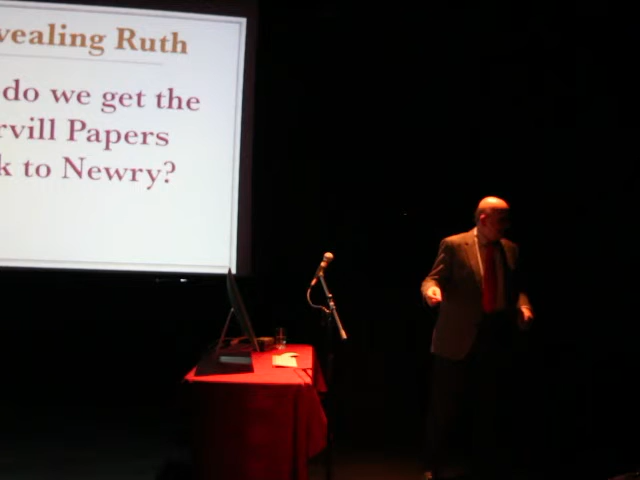 vealing Ruth
do we get the
rvill Papers
k to Newry?